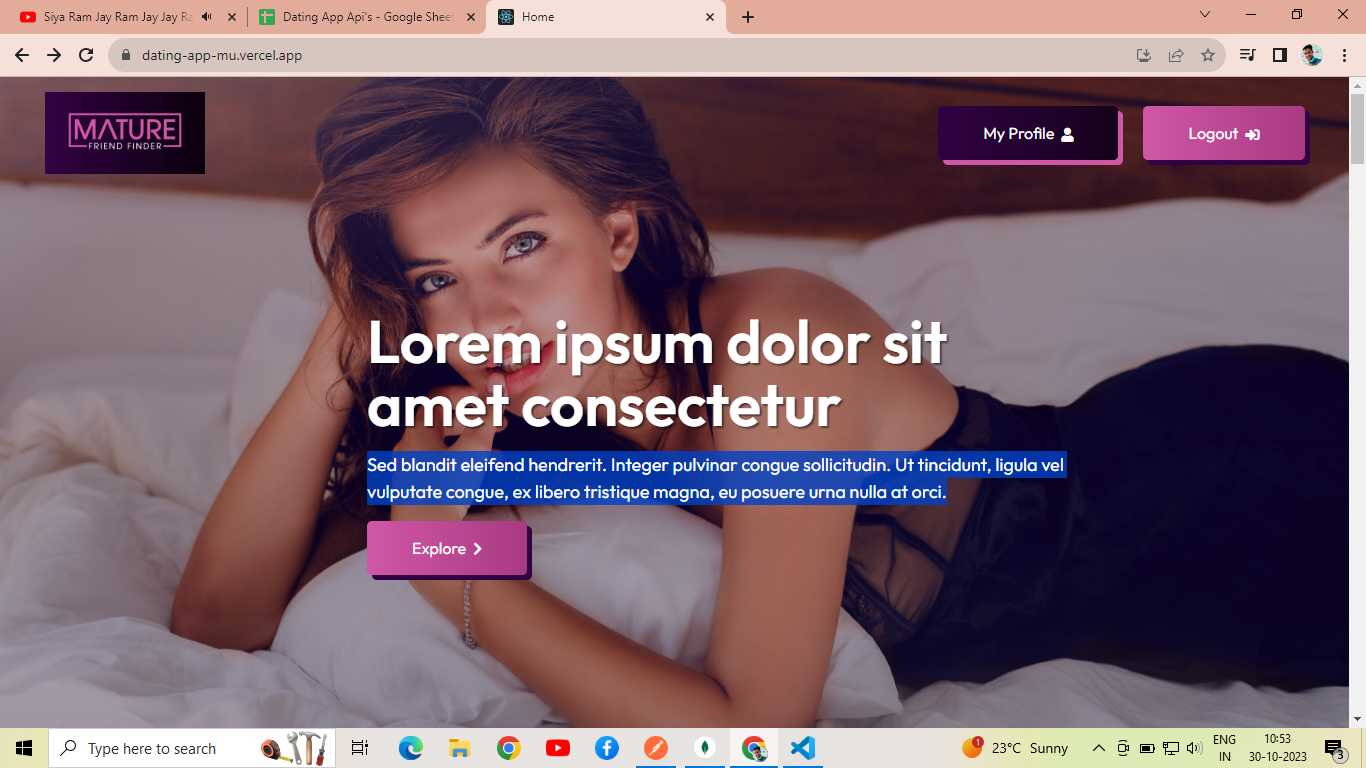 Siya Ram Jay Ram Jay Jay Ra
Dating App Api's - Google Sheet
Home
dating-app-mu.vercel.app
MATURE
FRIEND FINDER
My Profile
Logout
Lorem ipsum dolor sit
amet consectetur
Sed blandit eleifend hendrerit. Integer pulvinar congue sollicitudin. Ut tincidunt, ligula vel
vulputate congue, ex libero tristique magna, eu posuere urna nulla at orci.
Explore
Type here to search
1
23°C Sunny
ENG
IN
10:53
30-10-2023
3